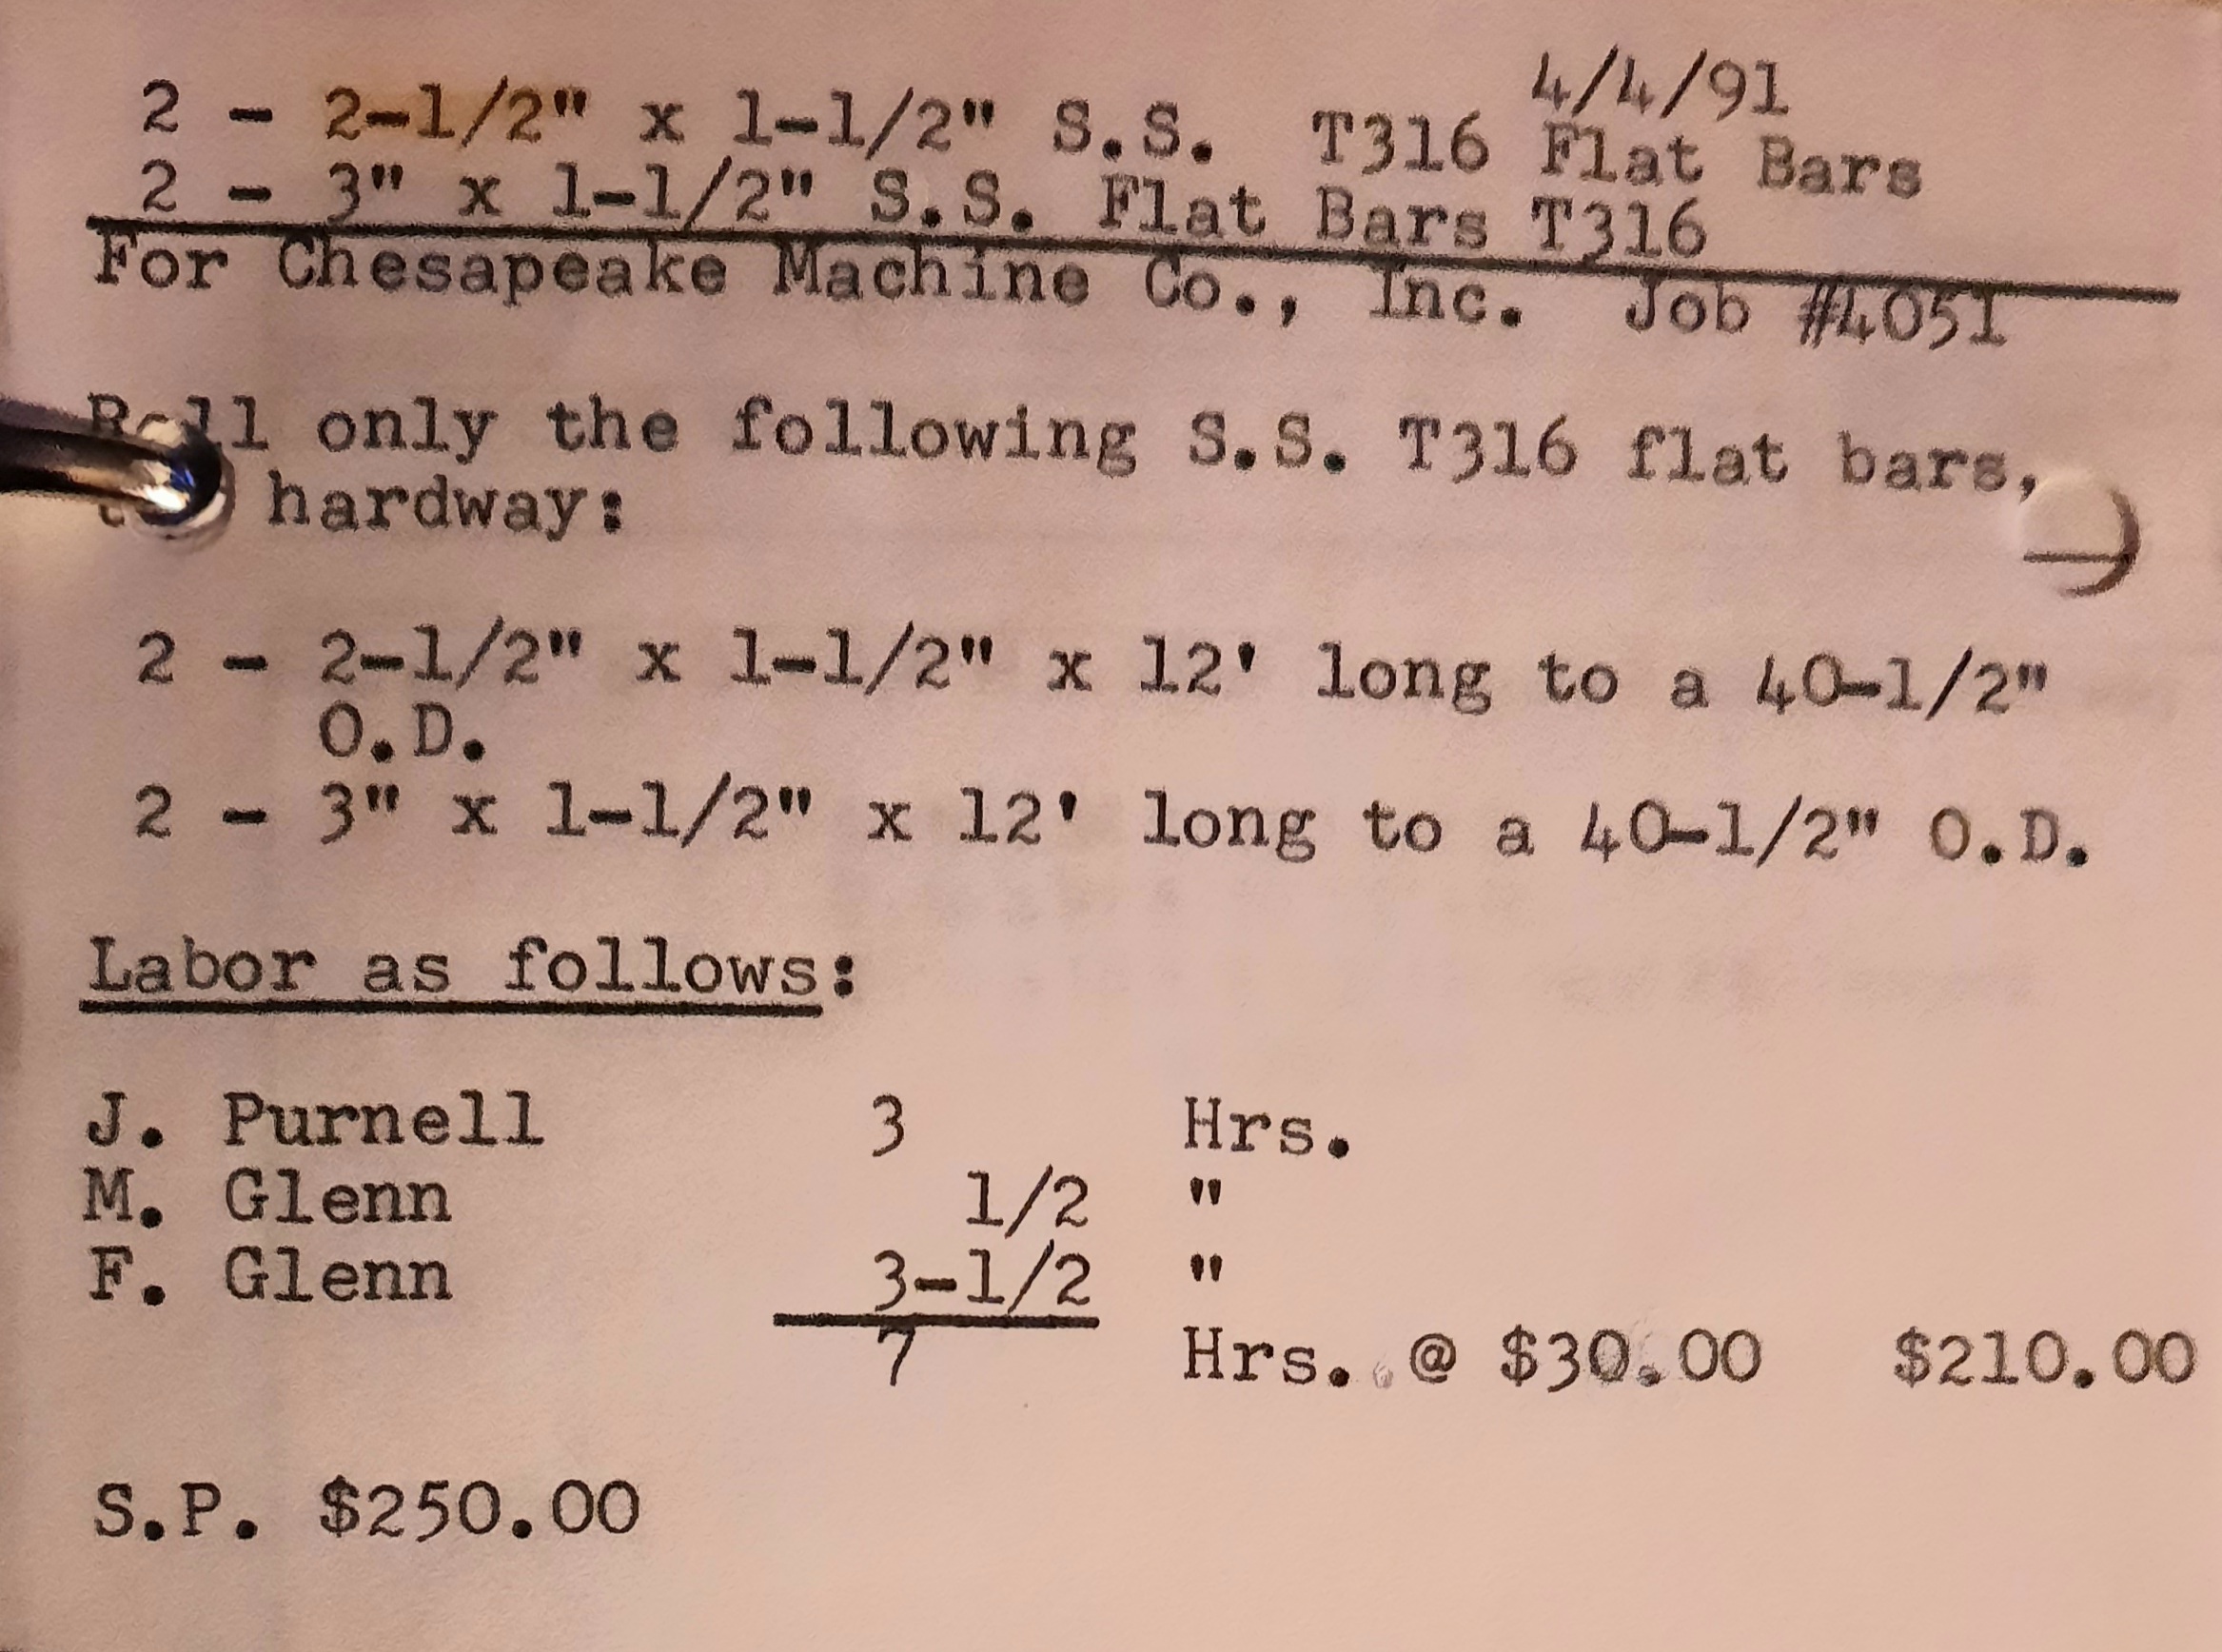 4/4/91
2 - 2-1/2" x 1-1/2" S.S. T316 Flat Bars
2 - 3" x 1-1/2" S.S. Flat Bars T316
For Chesapeake Machine Co., Inc. Job #4051
Roll only the following S.S. T316 flat bars,
hardway:
2 - 2-1/2" x 1-1/2" x 12' long to a 40-1/2"
O.D.
2 - 3" x 1-1/2" x 12' long to a 40-1/2" O.D.
Labor as follows:
J. Purnell 3 Hrs.
M. Glenn 1/2 "
F. Glenn 3-1/2 "
7 Hrs. @ $30.00 $210.00
S.P. $250.00